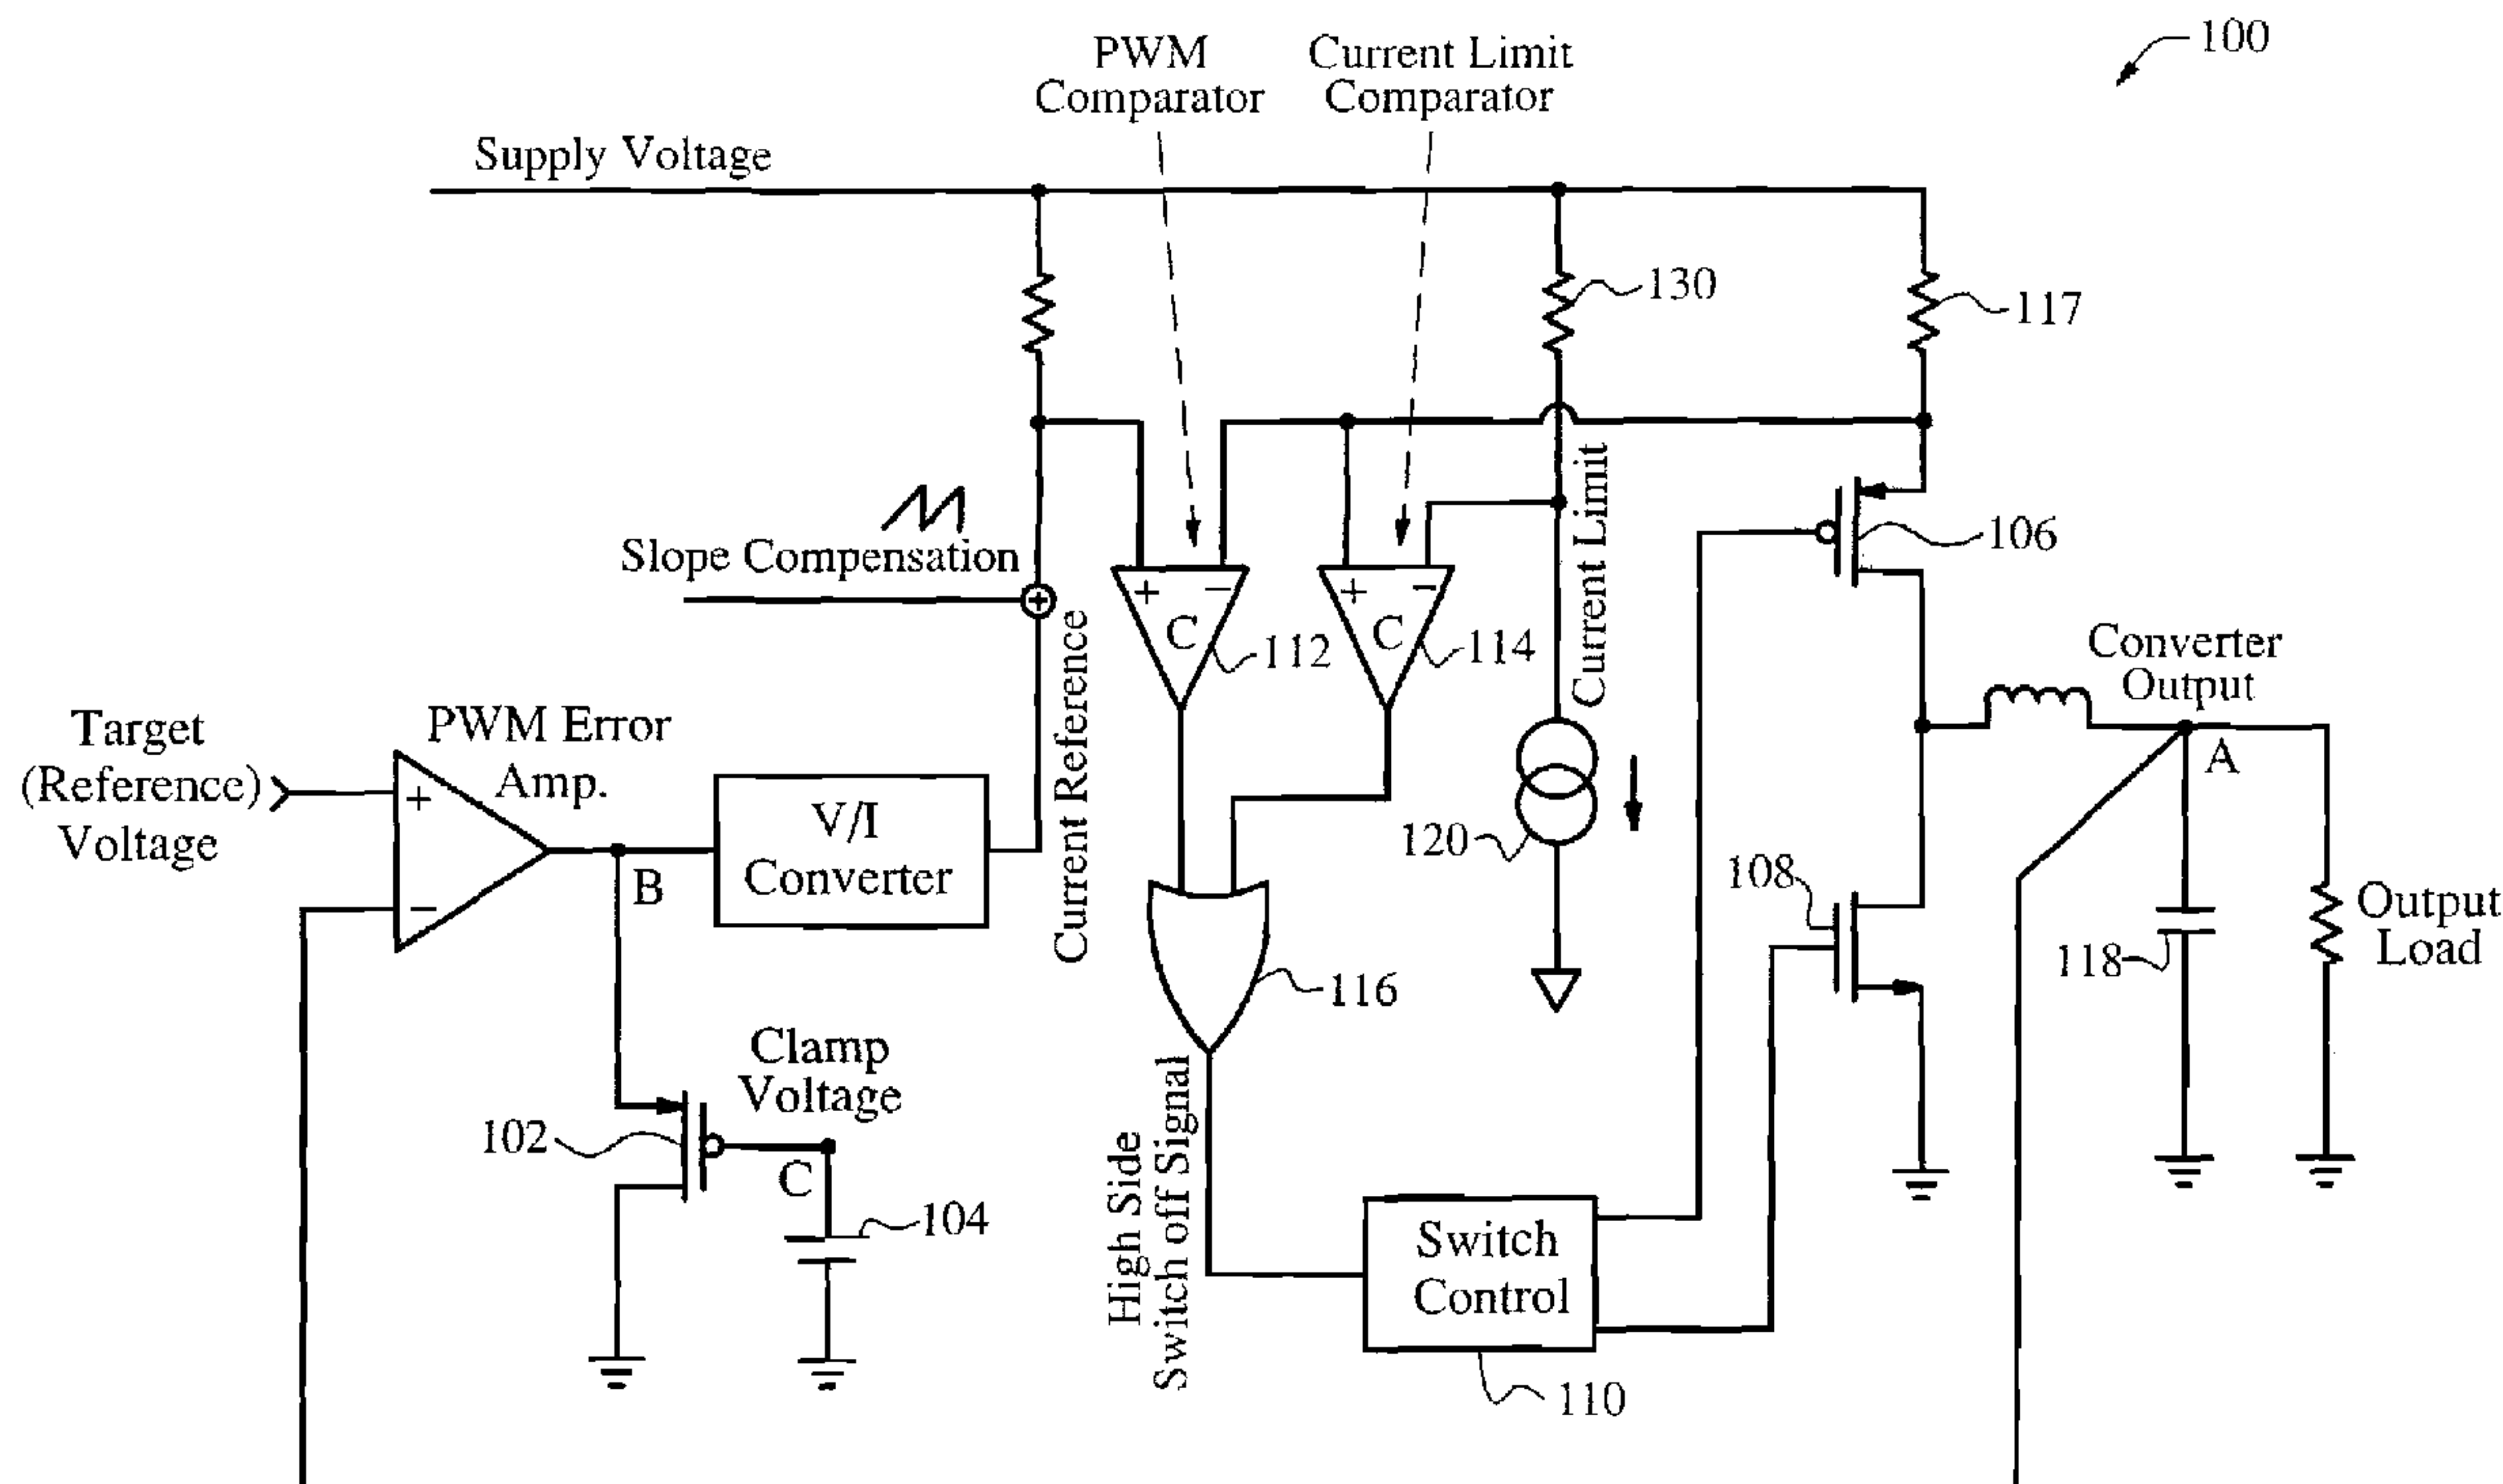 100
PWM
Comparator
Current Limit
Comparator
Supply Voltage
130
117
Current Limit
Slope Compensation
+
106
+ −
C
112
+ −
C
114
Current Reference
Converter
Output
A
Target
(Reference)
Voltage
PWM Error
Amp.
+
−
B
V/I
Converter
120
108
118
Output
Load
116
Clamp
Voltage
102
C
104
High Side
Switch off Signal
Switch
Control
110